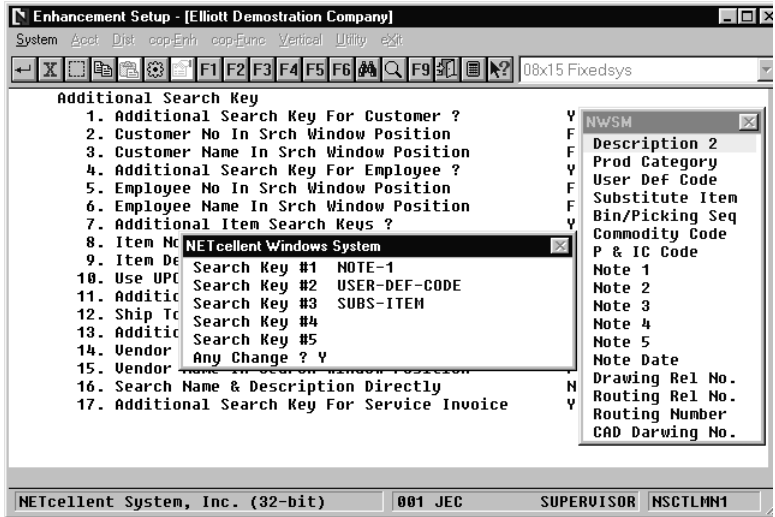 Enhancement Setup - [Elliott Demostration Company]
System Acct Dist cop-Enh cop-Func Vertical Utility eXit
F1 F2 F3 F4 F5 F6 F9 08x15 Fixedsys
Additional Search Key
1. Additional Search Key For Customer ? Y
2. Customer No In Srch Window Position F
3. Customer Name In Srch Window Position F
4. Additional Search Key For Employee ? Y
5. Employee No In Srch Window Position F
6. Employee Name In Srch Window Position F
7. Additional Item Search Keys ? Y
8. Item No
9. Item De
10. Use UPC
11. Additic
12. Ship To
13. Additic
14. Vendor
15. Vendor Name In Search Window Position
16. Search Name & Description Directly N
17. Additional Search Key For Service Invoice Y
NETcellent Windows System
Search Key #1 NOTE-1
Search Key #2 USER-DEF-CODE
Search Key #3 SUBS-ITEM
Search Key #4
Search Key #5
Any Change ? Y
NWSM
Description 2
Prod Category
User Def Code
Substitute Item
Bin/Picking Seq
Commodity Code
P & IC Code
Note 1
Note 2
Note 3
Note 4
Note 5
Note Date
Drawing Rel No.
Routing Rel No.
Routing Number
CAD Darwing No.
NETcellent System, Inc. (32-bit) 001 JEC SUPERVISOR NSCTLMN1